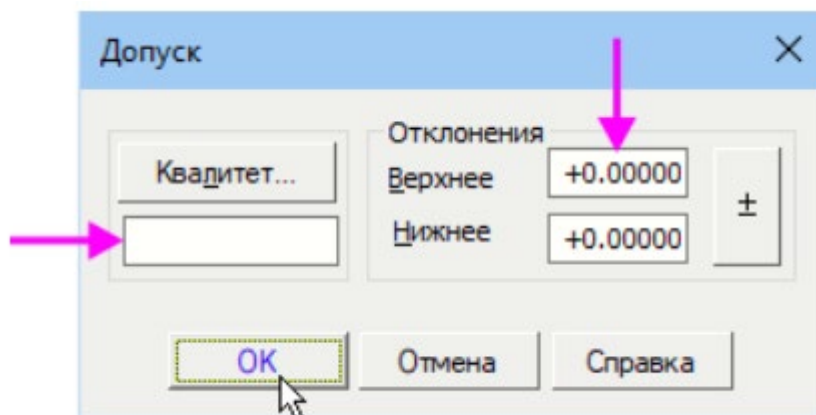 Допуск
Квалитет...
Отклонения
Верхнее +0.00000
Нижнее +0.00000
±
OK Отмена Справка